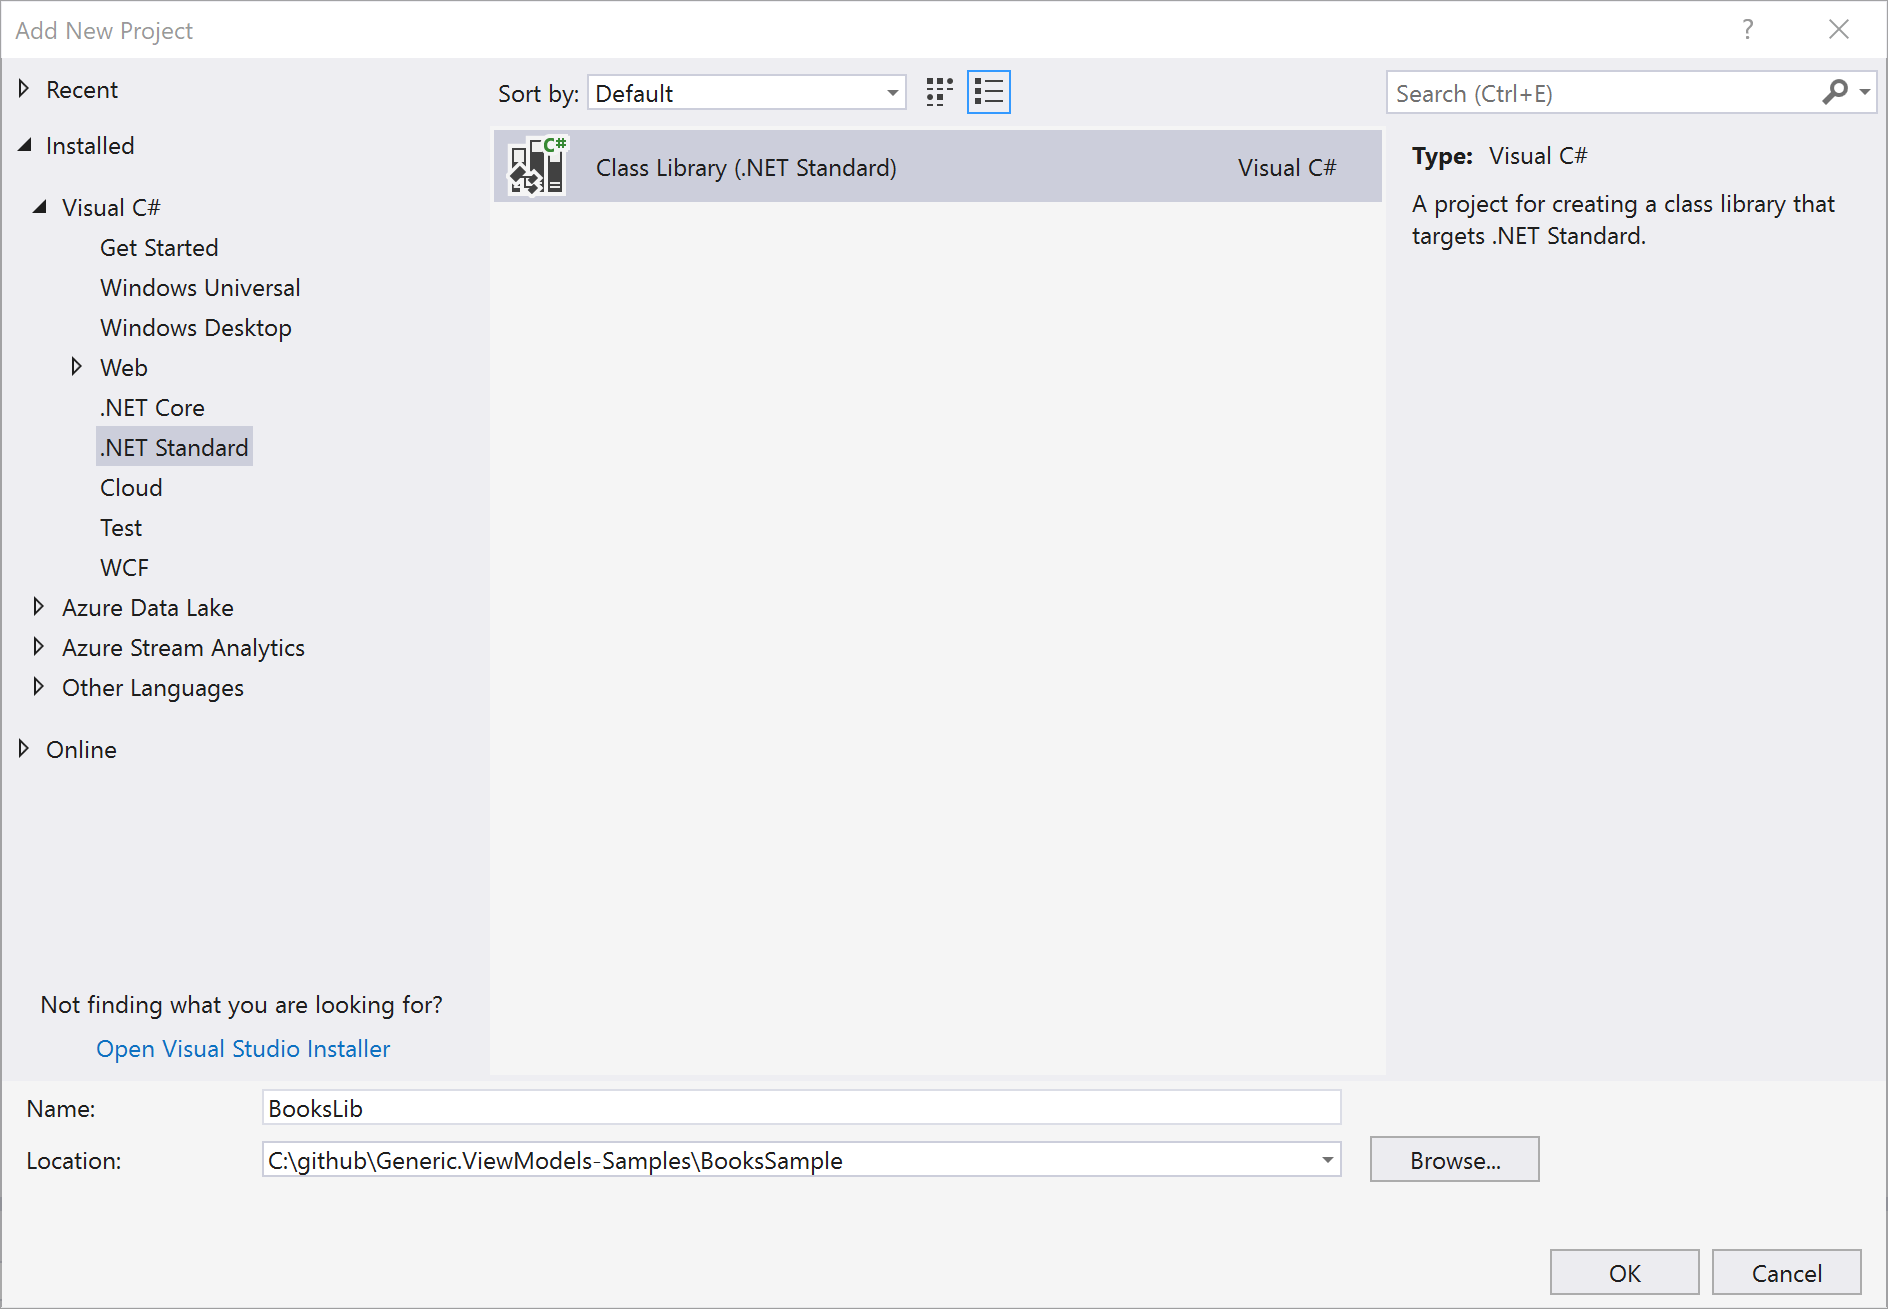 Add New Project
?
Recent
Installed
Visual C#
Get Started
Windows Universal
Windows Desktop
Web
.NET Core
.NET Standard
Cloud
Test
WCF
Azure Data Lake
Azure Stream Analytics
Other Languages
Online
Not finding what you are looking for?
Open Visual Studio Installer
Sort by: Default
C#
Class Library (.NET Standard) Visual C#
Search (Ctrl+E)
Type: Visual C#
A project for creating a class library that
targets .NET Standard.
Name: BooksLib
Location: C:\github\Generic.ViewModels-Samples\BooksSample
Browse...
OK Cancel